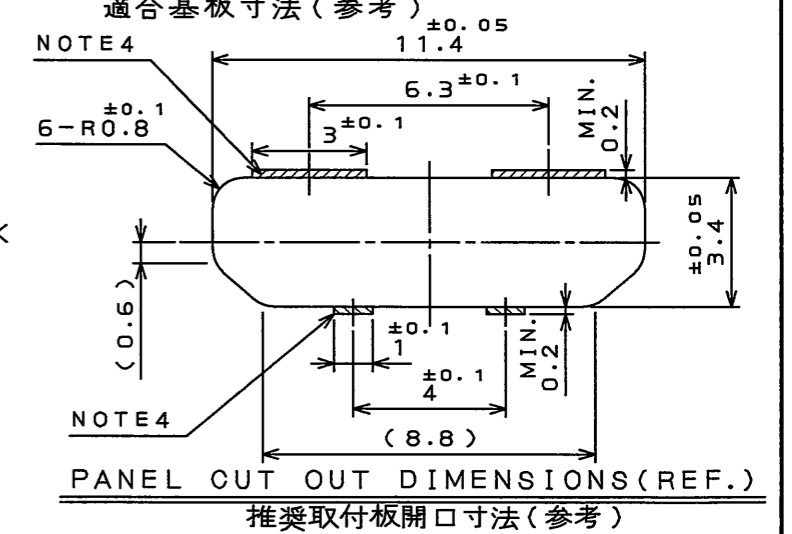 適合基板寸法(参考)
NOTE4
11.4±0.05
6.3±0.1
MIN. 0.2
6-R0.8±0.1
3±0.1
3.4±0.05
(0.6)
1±0.1
MIN. 0.2
4±0.1
NOTE4
(8.8)
PANEL CUT OUT DIMENSIONS(REF.)
推奨取付板開口寸法(参考)